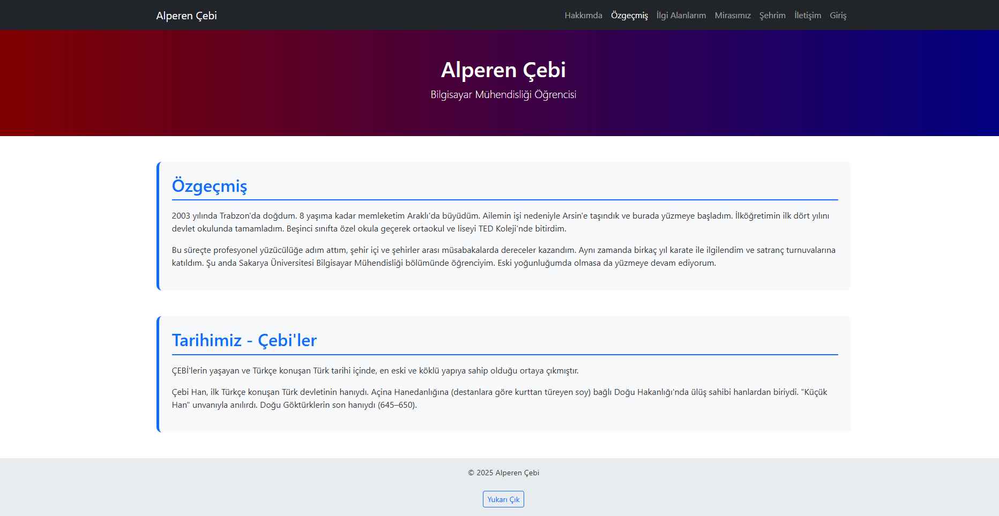 Alperen Çebi
Hakkımda Özgeçmiş İlgi Alanlarım Mirasımız Şehrim İletişim Giriş
Alperen Çebi
Bilgisayar Mühendisliği Öğrencisi
Özgeçmiş
2003 yılında Trabzon'da doğdum. 8 yaşıma kadar memleketim Araklı'da büyüdüm. Ailemin işi nedeniyle Arsin'e taşındık ve burada yüzmeye başladım. İlköğretimin ilk dört yılını
devlet okulunda tamamladım. Beşinci sınıfta özel okula geçerek ortaokul ve liseyi TED Koleji'nde bitirdim.
Bu süreçte profesyonel yüzücülüğe adım attım, şehir içi ve şehirler arası müsabakalarda dereceler kazandım. Aynı zamanda birkaç yıl karate ile ilgilendim ve satranç turnuvalarına
katıldım. Şu anda Sakarya Üniversitesi Bilgisayar Mühendisliği bölümünde öğrenciyim. Eski yoğunluğumda olmasa da yüzmeye devam ediyorum.
Tarihimiz - Çebi'ler
ÇEBİ'lerin yaşayan ve Türkçe konuşan Türk tarihi içinde, en eski ve köklü yapıya sahip olduğu ortaya çıkmıştır.
Çebi Han, ilk Türkçe konuşan Türk devletinin hanıydı. Açina Hanedanlığına (destanlara göre kurttan türeyen soy) bağlı Doğu Hakanlığı'nda ülüş sahibi hanlardan biriydi. "Küçük
Han" unvanıyla anılırdı. Doğu Göktürklerin son hanıydı (645–650).
© 2025 Alperen Çebi
Yukarı Çık